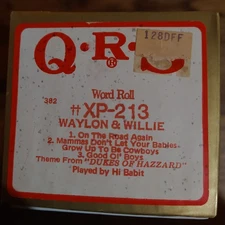 Q·R·S
128DFF
Word Roll
382
†† XP-213
WAYLON & WILLIE
1. On The Road Again
2. Mammas Don't Let Your Babies
Grow Up To Be Cowboys
3. Good Ol' Boys
Theme From "DUKES OF HAZZARD"
Played by Hi Babit